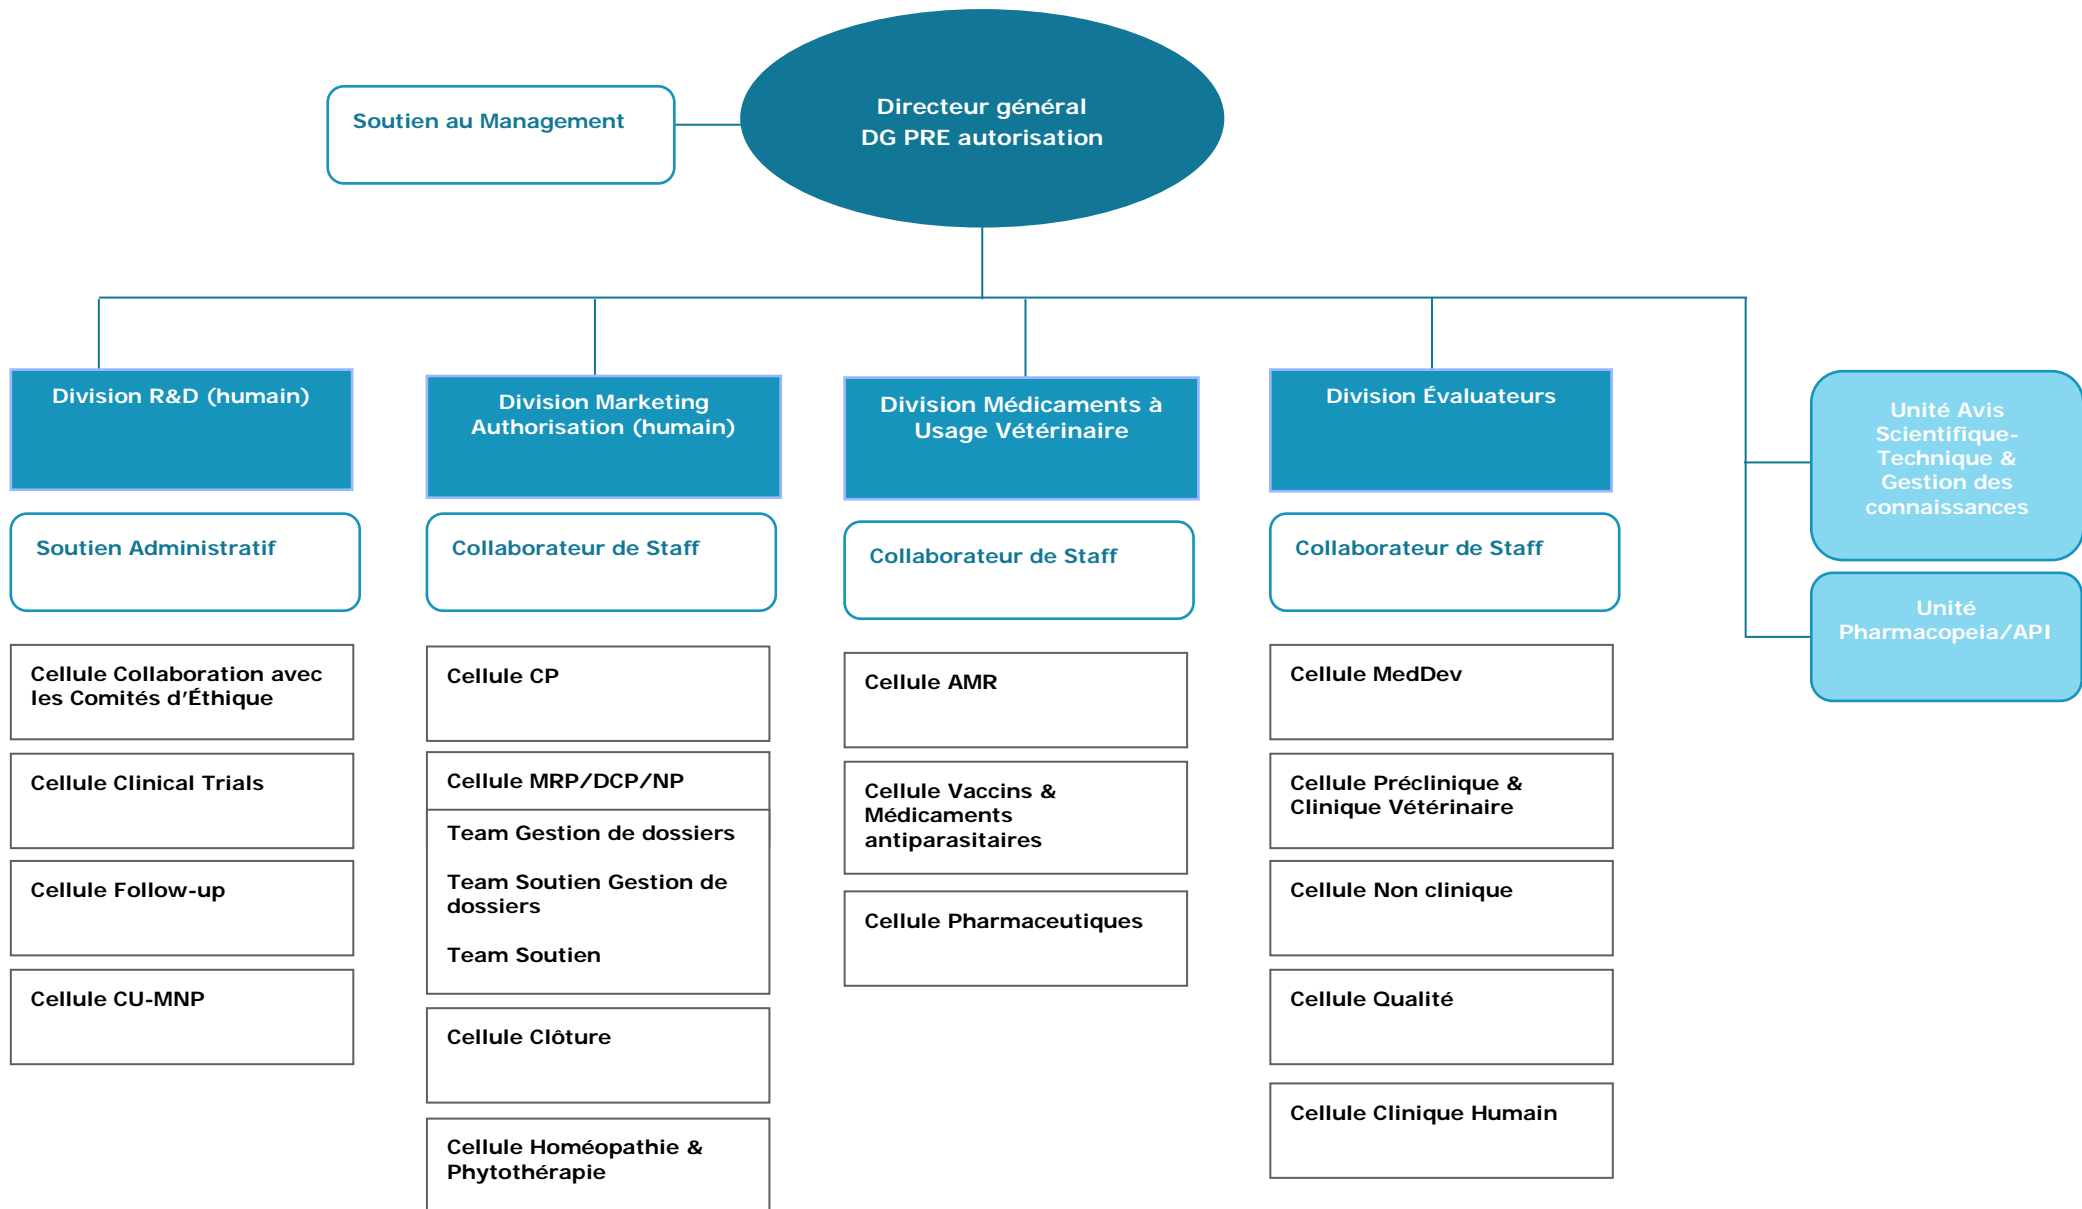 Soutien au Management
Directeur général
DG PRE autorisation
Division R&D (humain)
Soutien Administratif
Cellule Collaboration avec
les Comités d’Éthique
Cellule Clinical Trials
Cellule Follow-up
Cellule CU-MNP
Division Marketing
Authorisation (humain)
Collaborateur de Staff
Cellule CP
Cellule MRP/DCP/NP
Team Gestion de dossiers
Team Soutien Gestion de
dossiers
Team Soutien
Cellule Clôture
Cellule Homéopathie &
Phytothérapie
Division Médicaments à
Usage Vétérinaire
Collaborateur de Staff
Cellule AMR
Cellule Vaccins &
Médicaments
antiparasitaires
Cellule Pharmaceutiques
Division Évaluateurs
Collaborateur de Staff
Cellule MedDev
Cellule Préclinique &
Clinique Vétérinaire
Cellule Non clinique
Cellule Qualité
Cellule Clinique Humain
Unité Avis
Scientifique-
Technique &
Gestion des
connaissances
Unité
Pharmacopeia/API